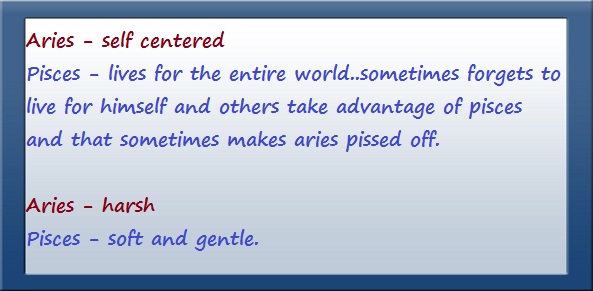 Aries - self centered
Pisces - lives for the entire world..sometimes forgets to
live for himself and others take advantage of pisces
and that sometimes makes aries pissed off.
Aries - harsh
Pisces - soft and gentle.